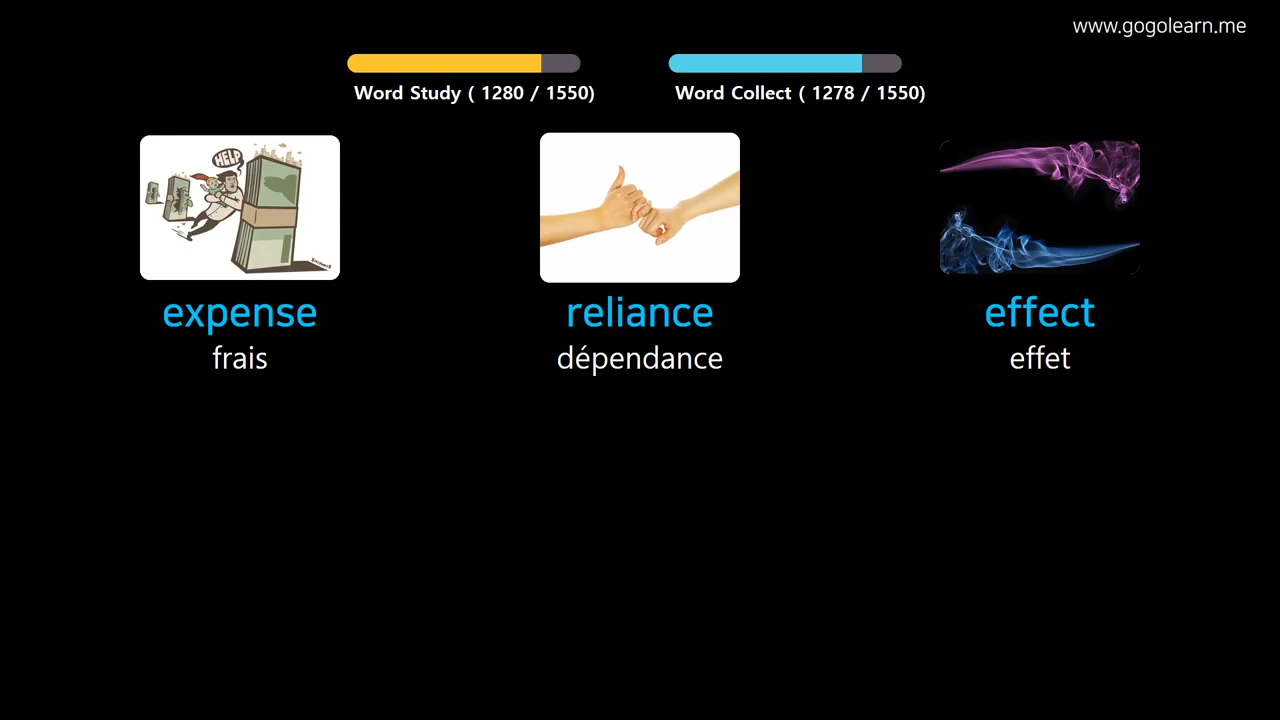 www.gogolearn.me
Word Study ( 1280 / 1550)
Word Collect ( 1278 / 1550)
HELP
expense
reliance
effect
frais
dépendance
effet